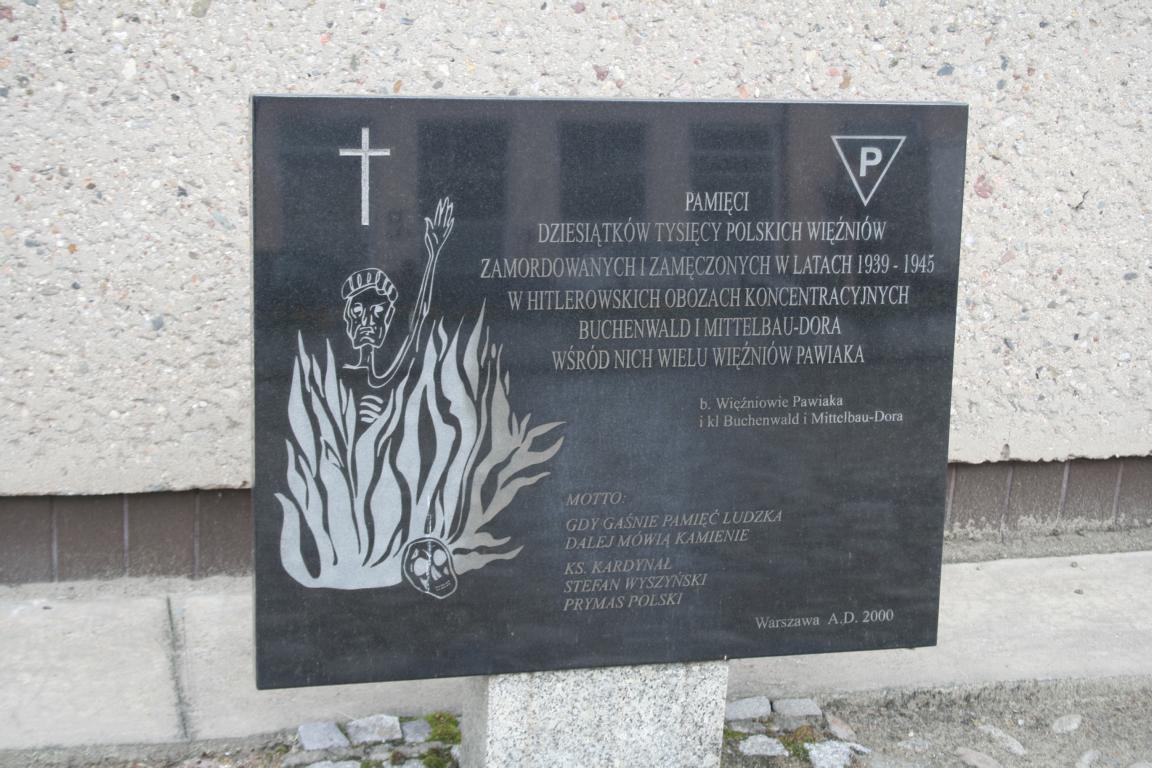 P
PAMIĘCI
DZIESIĄTKÓW TYSIĘCY POLSKICH WIĘŹNIÓW
ZAMORDOWANYCH I ZAMĘCZONYCH W LATACH 1939 - 1945
W HITLEROWSKICH OBOZACH KONCENTRACYJNYCH
BUCHENWALD I MITTELBAU-DORA
WŚRÓD NICH WIELU WIĘŹNIÓW PAWIAKA
b. Więźniowie Pawiaka
i kl Buchenwald i Mittelbau-Dora
MOTTO:
GDY GAŚNIE PAMIĘĆ LUDZKA
DALEJ MÓWIĄ KAMIENIE
KS. KARDYNAŁ
STEFAN WYSZYŃSKI
PRYMAS POLSKI
Warszawa A.D. 2000